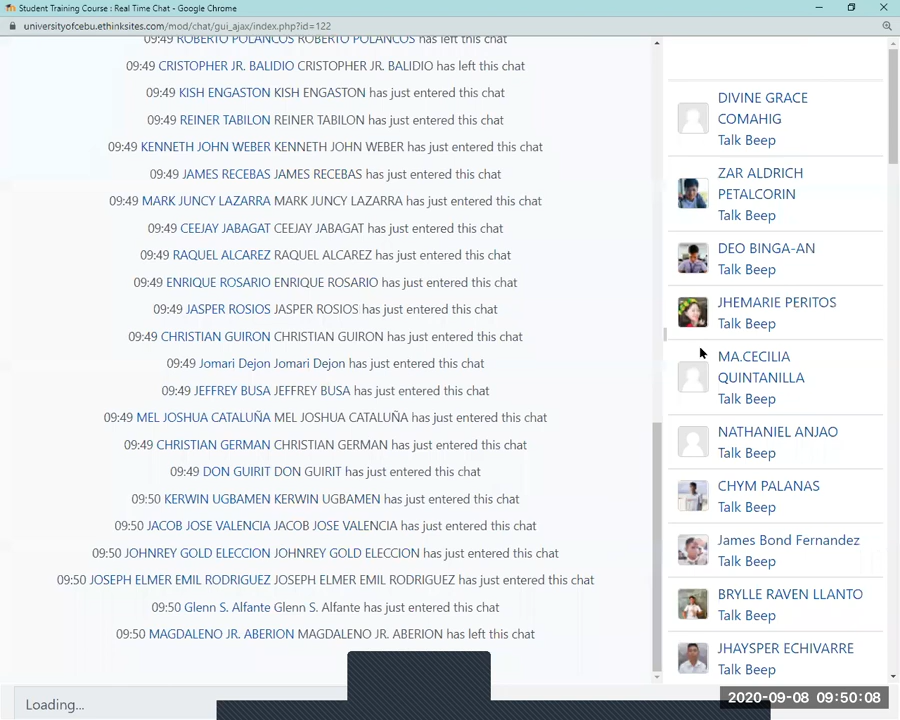 Student Training Course : Real Time Chat - Google Chrome
universityofcebu.ethinksites.com/mod/chat/gui_ajax/index.php?id=122
09:49 ROBERTO POLANCOS ROBERTO POLANCOS has left this chat
09:49 CRISTOPHER JR. BALIDIO CRISTOPHER JR. BALIDIO has left this chat
09:49 KISH ENGASTON KISH ENGASTON has just entered this chat
09:49 REINER TABILON REINER TABILON has just entered this chat
09:49 KENNETH JOHN WEBER KENNETH JOHN WEBER has just entered this chat
09:49 JAMES RECEBAS JAMES RECEBAS has just entered this chat
09:49 MARK JUNCY LAZARRA MARK JUNCY LAZARRA has just entered this chat
09:49 CEEJAY JABAGAT CEEJAY JABAGAT has just entered this chat
09:49 RAQUEL ALCAREZ RAQUEL ALCAREZ has just entered this chat
09:49 ENRIQUE ROSARIO ENRIQUE ROSARIO has just entered this chat
09:49 JASPER ROSIOS JASPER ROSIOS has just entered this chat
09:49 CHRISTIAN GUIRON CHRISTIAN GUIRON has just entered this chat
09:49 Jomari Dejon Jomari Dejon has just entered this chat
09:49 JEFFREY BUSA JEFFREY BUSA has just entered this chat
09:49 MEL JOSHUA CATALUÑA MEL JOSHUA CATALUÑA has just entered this chat
09:49 CHRISTIAN GERMAN CHRISTIAN GERMAN has just entered this chat
09:49 DON GUIRIT DON GUIRIT has just entered this chat
09:50 KERWIN UGBAMEN KERWIN UGBAMEN has just entered this chat
09:50 JACOB JOSE VALENCIA JACOB JOSE VALENCIA has just entered this chat
09:50 JOHNREY GOLD ELECCION JOHNREY GOLD ELECCION has just entered this chat
09:50 JOSEPH ELMER EMIL RODRIGUEZ JOSEPH ELMER EMIL RODRIGUEZ has just entered this chat
09:50 Glenn S. Alfante Glenn S. Alfante has just entered this chat
09:50 MAGDALENO JR. ABERION MAGDALENO JR. ABERION has left this chat
Loading...
DIVINE GRACE
COMAHIG
Talk Beep
ZAR ALDRICH
PETALCORIN
Talk Beep
DEO BINGA-AN
Talk Beep
JHEMARIE PERITOS
Talk Beep
MA.CECILIA
QUINTANILLA
Talk Beep
NATHANIEL ANJAO
Talk Beep
CHYM PALANAS
Talk Beep
James Bond Fernandez
Talk Beep
BRYLLE RAVEN LLANTO
Talk Beep
JHAYSPER ECHIVARRE
Talk Beep
2020-09-08 09:50:08